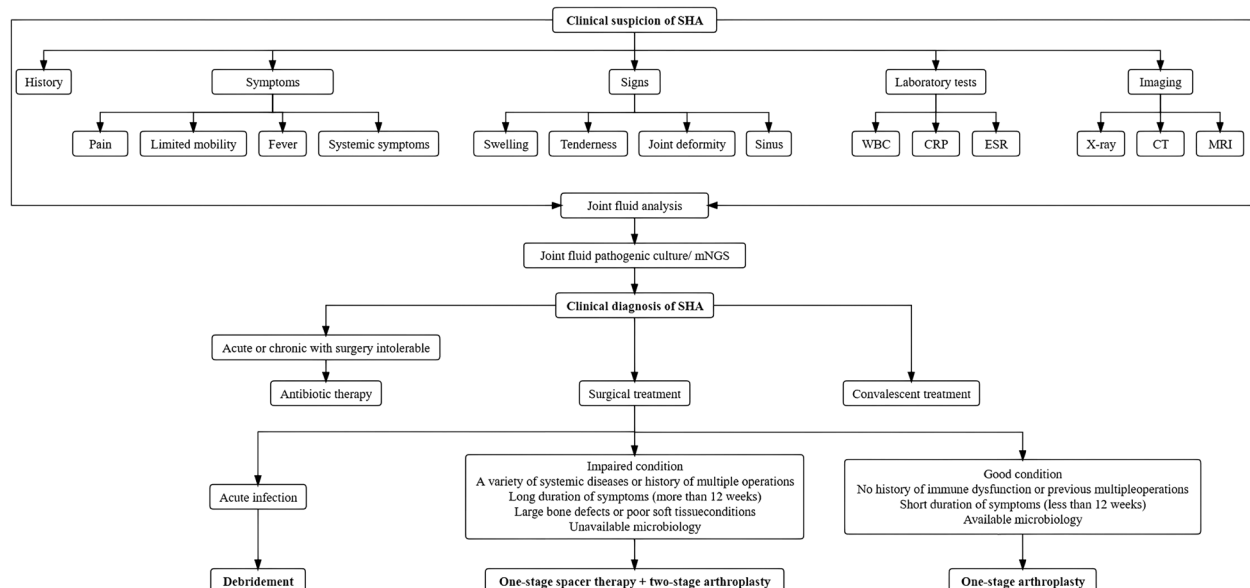 Clinical suspicion of SHA
History
Symptoms
Signs
Laboratory tests
Imaging
Pain
Limited mobility
Fever
Systemic symptoms
Swelling
Tenderness
Joint deformity
Sinus
WBC
CRP
ESR
X-ray
CT
MRI
Joint fluid analysis
Joint fluid pathogenic culture/ mNGS
Clinical diagnosis of SHA
Acute or chronic with surgery intolerable
Antibiotic therapy
Surgical treatment
Convalescent treatment
Acute infection
Impaired condition
A variety of systemic diseases or history of multiple operations
Long duration of symptoms (more than 12 weeks)
Large bone defects or poor soft tissueconditions
Unavailable microbiology
Good condition
No history of immune dysfunction or previous multipleoperations
Short duration of symptoms (less than 12 weeks)
Available microbiology
Debridement
One-stage spacer therapy + two-stage arthroplasty
One-stage arthroplasty